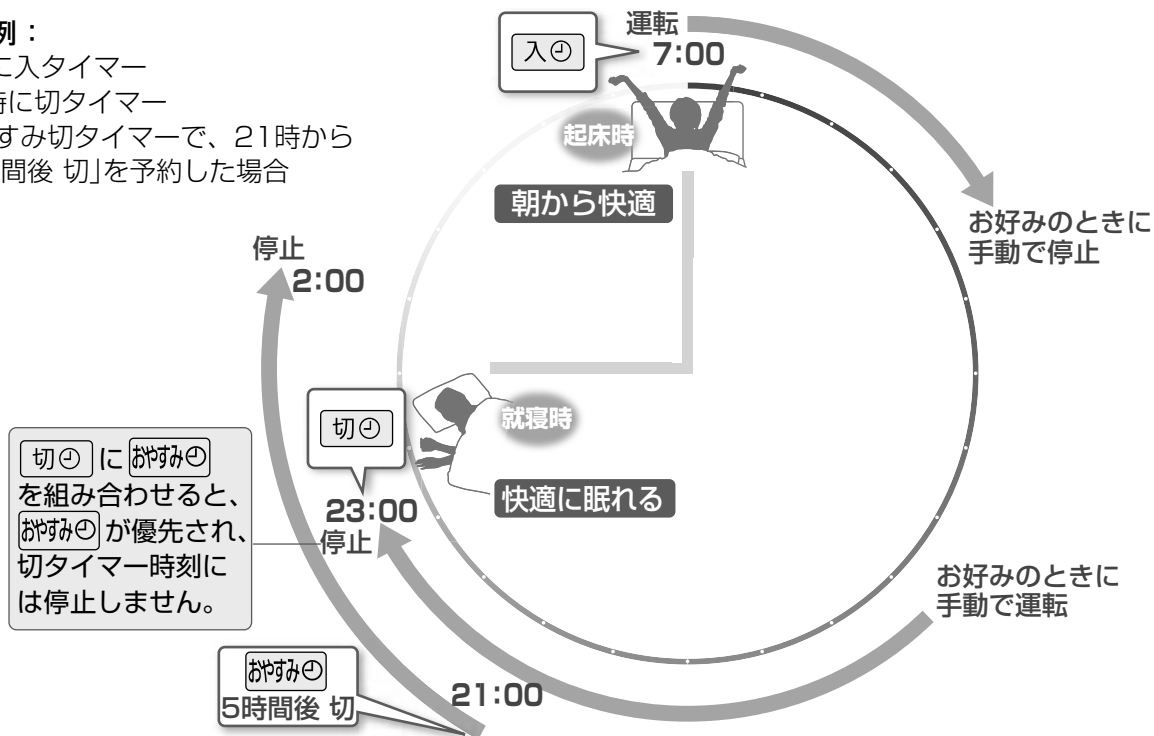 例：
に入タイマー
時に切タイマー
すみ切タイマーで、21時から
間後 切」を予約した場合
入
運転
7:00
起床時
朝から快適
お好みのときに
手動で停止
停止
2:00
切
就寝時
快適に眠れる
23:00
停止
切 に おやすみ
を組み合わせると、
おやすみ が優先され、
切タイマー時刻に
は停止しません。
お好みのときに
手動で運転
おやすみ
5時間後 切
21:00